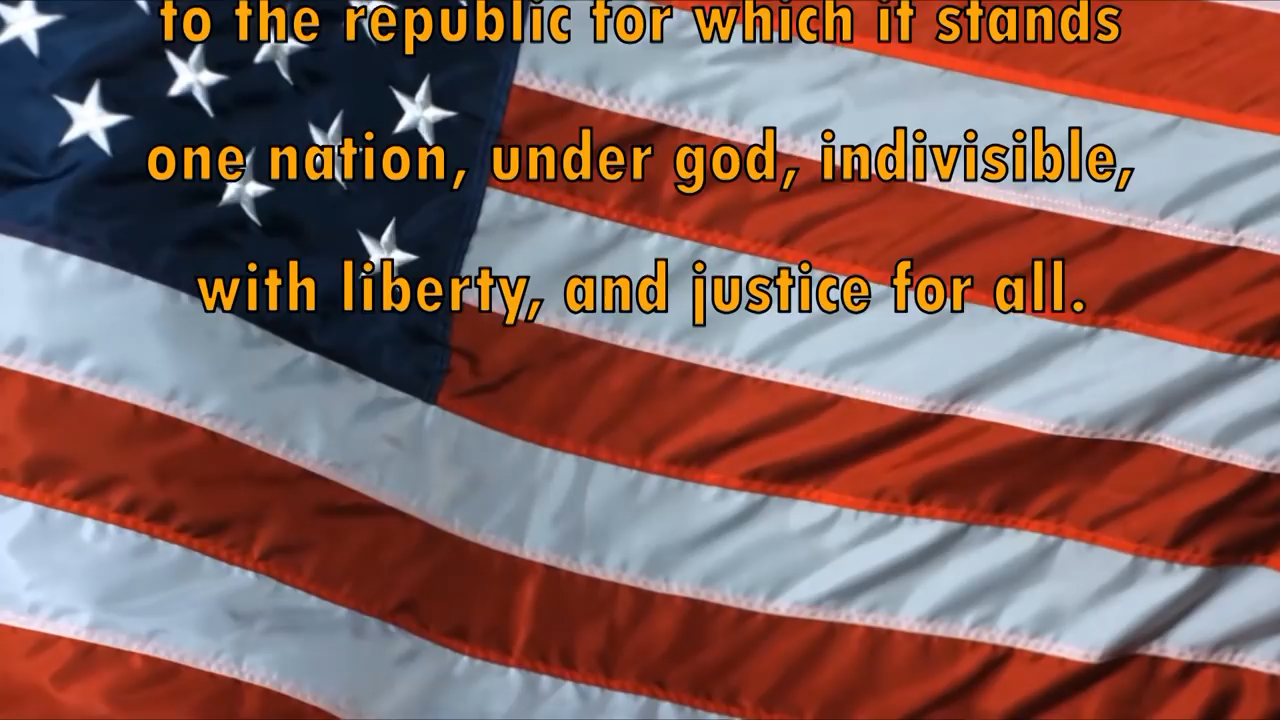 to the republic for which it stands
one nation, under god, indivisible,
with liberty, and justice for all.